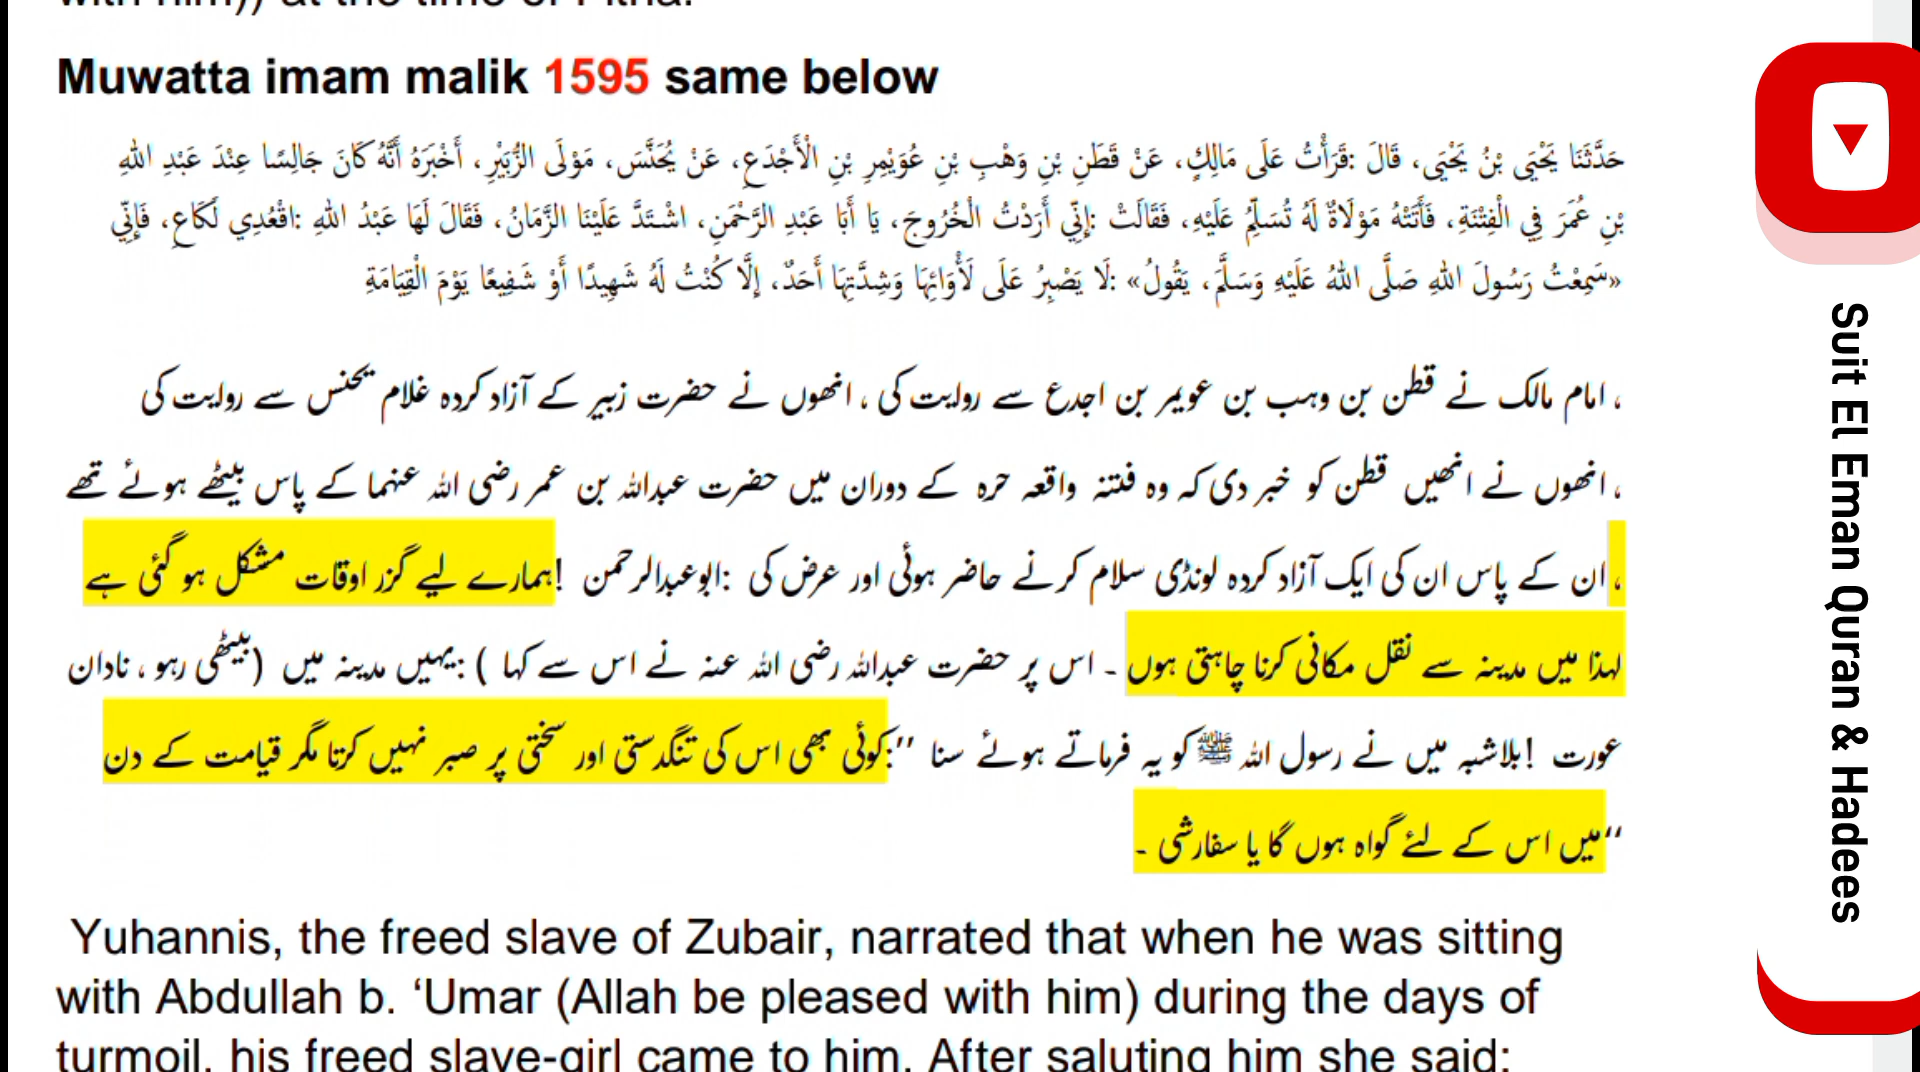 with him)) at the time of Fitna.
Muwatta imam malik 1595 same below
حَدَّثَنَا يَحْيَى بْنُ يَحْيَى، قَالَ :قَرَأْتُ عَلَى مَالِكٍ، عَنْ قَطَنِ بْنِ وَهْبِ بْنِ عُوَيْمِرِ بْنِ الْأَجْدَعِ، عَنْ يُحَنَّسَ، مَوْلَى الزُّبَيْرِ، أَخْبَرَهُ أَنَّهُ كَانَ جَالِسًا عِنْدَ عَبْدِ اللهِ
بْنِ عُمَرَ فِي الْفِتْنَةِ، فَأَتَتْهُ مَوْلَاةٌ لَهُ تُسَلِّمُ عَلَيْهِ، فَقَالَتْ :إِنِّي أَرَدْتُ الْخُرُوجَ، يَا أَبَا عَبْدِ الرَّحْمَنِ، اشْتَدَّ عَلَيْنَا الزَّمَانُ، فَقَالَ لَهَا عَبْدُ اللهِ :اقْعُدِي لَكَاعِ، فَإِنِّي
«سَمِعْتُ رَسُولَ اللهِ صَلَّى اللهُ عَلَيْهِ وَسَلَّمَ، يَقُولُ» :لَا يَصْبِرُ عَلَى لَأْوَائِهَا وَشِدَّتِهَا أَحَدٌ، إِلَّا كُنْتُ لَهُ شَهِيدًا أَوْ شَفِيعًا يَوْمَ الْقِيَامَةِ
، امام مالک نے قطن بن وہب بن عویمر بن اجدع سے روایت کی ، انھوں نے حضرت زبیر کے آزاد کردہ غلام یحنس سے روایت کی
، انھوں نے انھیں قطن کو خبر دی کہ وہ فتنہ واقعہ حرہ کے دوران میں حضرت عبداللہ بن عمر رضی اللہ عنہما کے پاس بیٹھے ہوئے تھے
، ان کے پاس ان کی ایک آزاد کردہ لونڈی سلام کرنے حاضر ہوئی اور عرض کی :ابوعبدالرحمن !ہمارے لیے گزر اوقات مشکل ہو گئی ہے
لہذا میں مدینہ سے نقل مکانی کرنا چاہتی ہوں ۔ اس پر حضرت عبداللہ رضی اللہ عنہ نے اس سے کہا ) :یہیں مدینہ میں (بیٹھی رہو ، نادان
عورت !بلاشبہ میں نے رسول اللہ ﷺ کو یہ فرماتے ہوئے سنا ’’:کوئی بھی اس کی تنگدستی اور سختی پر صبر نہیں کرتا مگر قیامت کے دن
‘‘میں اس کے لئے گواہ ہوں گا یا سفارشی ۔
Yuhannis, the freed slave of Zubair, narrated that when he was sitting
with Abdullah b. ‘Umar (Allah be pleased with him) during the days of
turmoil, his freed slave-girl came to him. After saluting him she said:
Suit El Eman Quran & Hadees